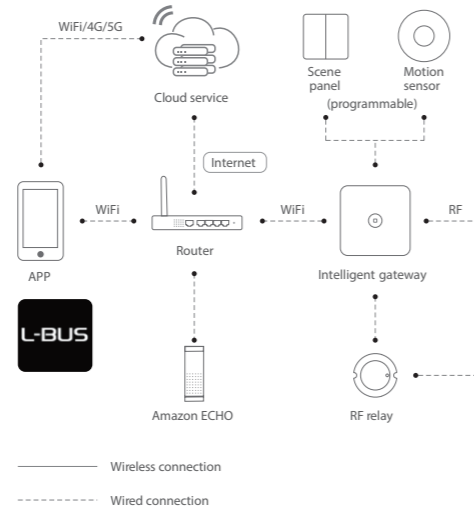 WiFi/4G/5G
Cloud service
Scene
panel
Motion
sensor
(programmable)
Internet
WiFi
WiFi
RF
Router
APP
Intelligent gateway
L-BUS
Amazon ECHO
RF relay
Wireless connection
Wired connection